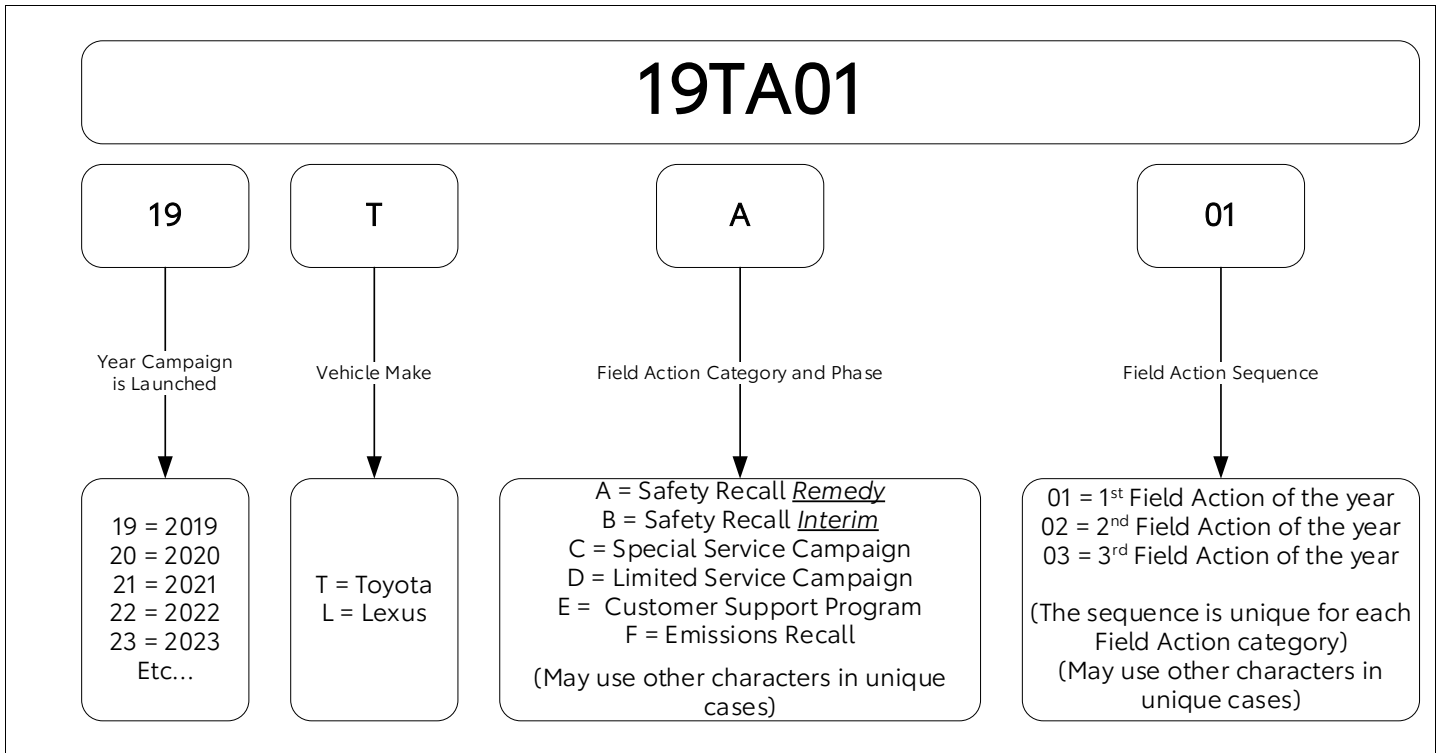 19TA01
19
T
A
01
Year Campaign
is Launched
Vehicle Make
Field Action Category and Phase
Field Action Sequence
19 = 2019
20 = 2020
21 = 2021
22 = 2022
23 = 2023
Etc…
T = Toyota
L = Lexus
A = Safety Recall Remedy
B = Safety Recall Interim
C = Special Service Campaign
D = Limited Service Campaign
E =  Customer Support Program
F = Emissions Recall
(May use other characters in unique
cases)
01 = 1st Field Action of the year
02 = 2nd Field Action of the year
03 = 3rd Field Action of the year
(The sequence is unique for each
Field Action category)
(May use other characters in
unique cases)